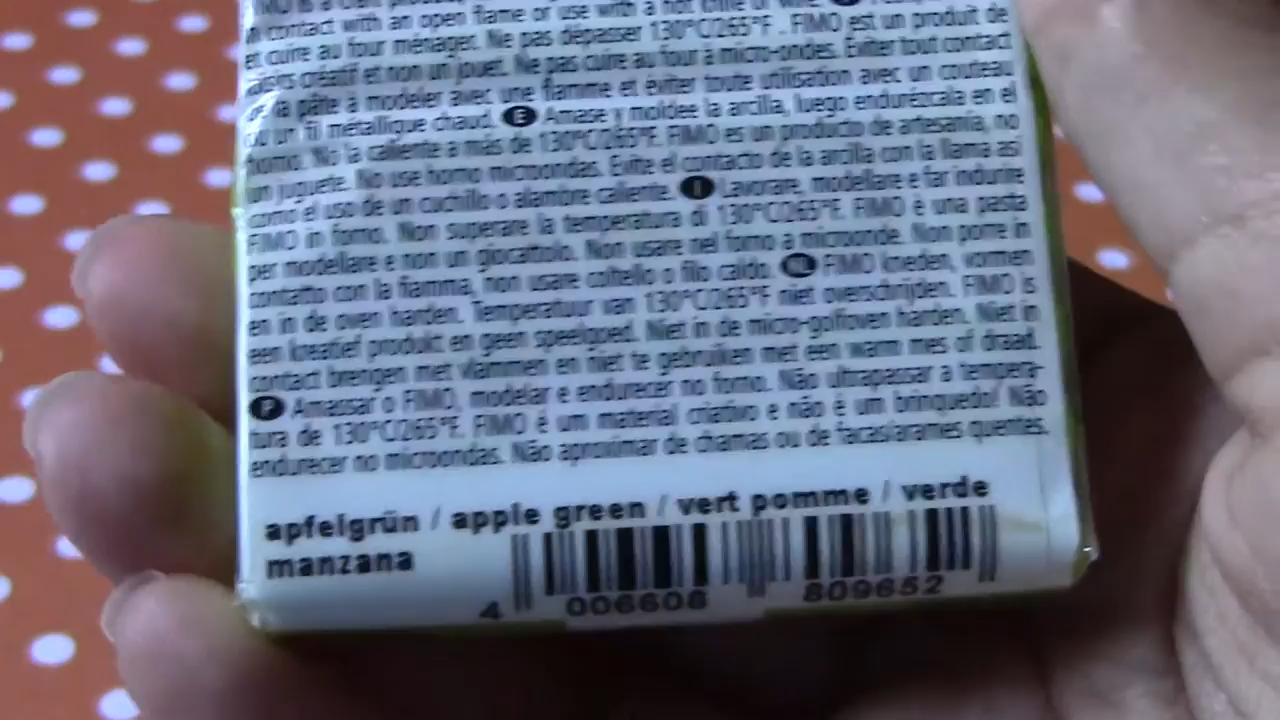 in contact with an open flame or use with a hot knife or wire.
et cuire au four ménager. Ne pas dépasser 130°C/265°F. FIMO est un produit de
loisirs créatif et non un jouet. Ne pas cuire au four à micro-ondes. Éviter tout contact
de la pâte à modeler avec une flamme et éviter toute utilisation avec un couteau
ou un fil métallique chaud. E Amase y moldee la arcilla, luego endurézcala en el
horno. No la caliente a más de 130°C/265°F. FIMO es un producto de artesanía, no
un juguete. No use horno microondas. Evite el contacto de la arcilla con la llama así
como el uso de un cuchillo o alambre caliente. I Lavorare, modellare e far indurire
FIMO in forno. Non superare la temperatura di 130°C/265°F. FIMO è una pasta
per modellare e non un giocattolo. Non usare nel forno a microonde. Non porre in
contatto con la fiamma, non usare coltello o filo caldo. NL FIMO kneden, vormen
en in de oven harden. Temperatuur van 130°C/265°F niet overschrijden. FIMO is
een kreatief produkt en geen speelgoed. Niet in de micro-golfoven harden. Niet in
contact brengen met vlammen en niet te gebruiken met een warm mes of draad.
P Amassar o FIMO, modelar e endurecer no forno. Não ultrapassar a tempera-
tura de 130°C/265°F. FIMO é um material criativo e não é um brinquedo! Não
endurecer no microondas. Não aproximar de chamas ou de facas/arames quentes.
apfelgrün / apple green / vert pomme / verde
manzana
4 006608 809652